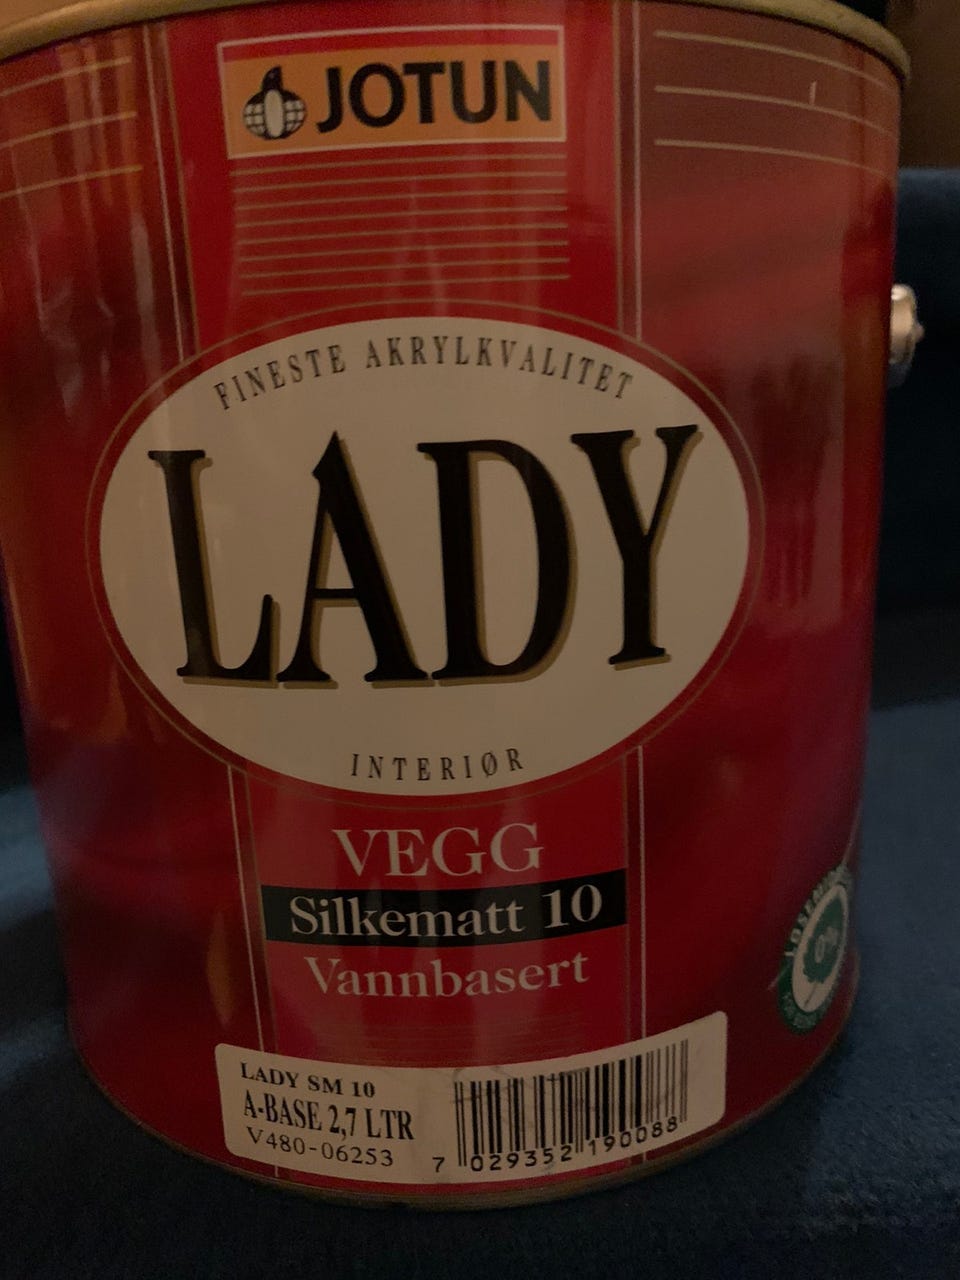 JOTUN
FINESTE AKRYLKVALITET
LADY
INTERIØR
VEGG
Silkematt 10
Vannbasert
0%
LADY SM 10
A-BASE 2,7 LTR
V480-06253
7 029352 190088